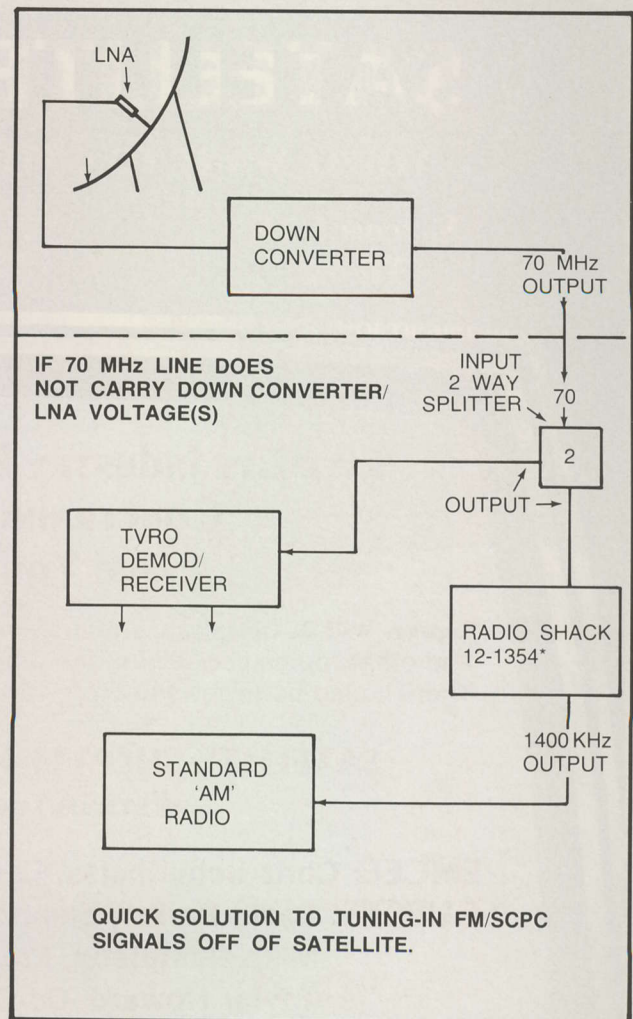 LNA
DOWN
CONVERTER
70 MHz
OUTPUT
IF 70 MHz LINE DOES
NOT CARRY DOWN CONVERTER/
LNA VOLTAGE(S)
INPUT
2 WAY
SPLITTER
70
2
OUTPUT
TVRO
DEMOD/
RECEIVER
RADIO SHACK
12-1354*
1400 KHz
OUTPUT
STANDARD
'AM'
RADIO
QUICK SOLUTION TO TUNING-IN FM/SCPC
SIGNALS OFF OF SATELLITE.